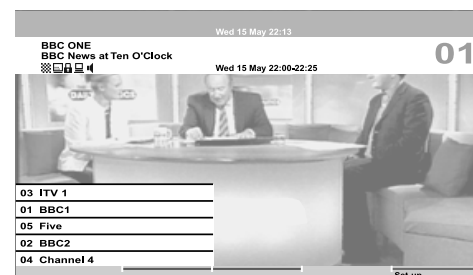 Wed 15 May 22:13
BBC ONE
BBC News at Ten O'Clock
01
Wed 15 May 22:00-22:25
DAILY
03 ITV 1
01 BBC1
05 Five
02 BBC2
04 Channel 4
Set up